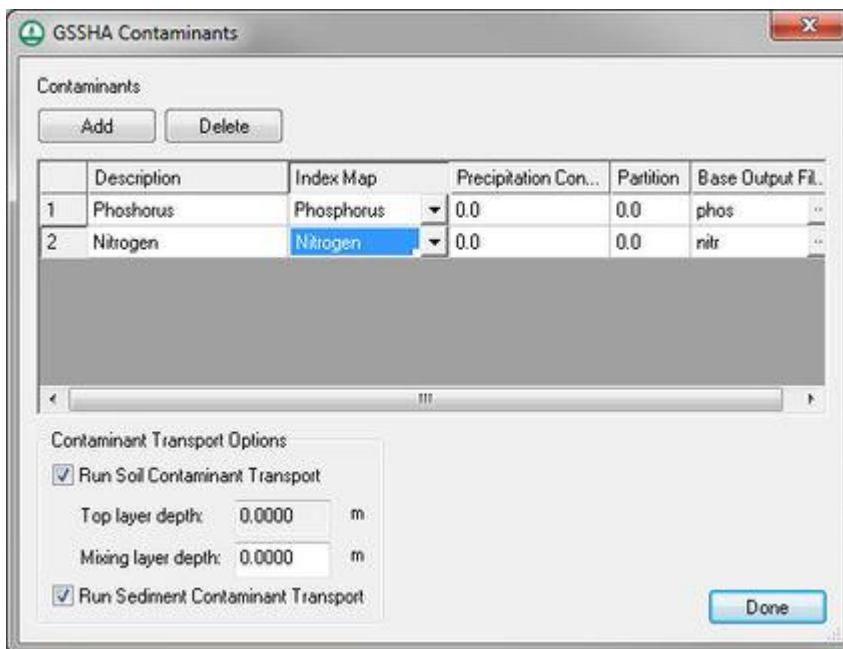 GSSHA Contaminants
Contaminants
Add Delete
Description Index Map Precipitation Con... Partition Base Output Fil..
1 Phoshorus Phosphorus 0.0 0.0 phos ..
2 Nitrogen Nitrogen 0.0 0.0 nitr ..
Contaminant Transport Options
Run Soil Contaminant Transport
Top layer depth: 0.0000 m
Mixing layer depth: 0.0000 m
Run Sediment Contaminant Transport
Done